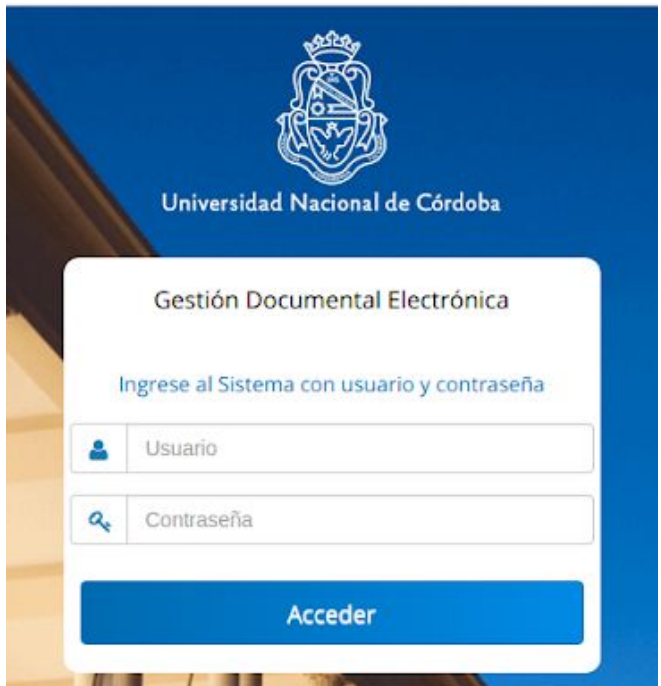 Universidad Nacional de Córdoba
Gestión Documental Electrónica
Ingrese al Sistema con usuario y contraseña
Usuario
Contraseña
Acceder